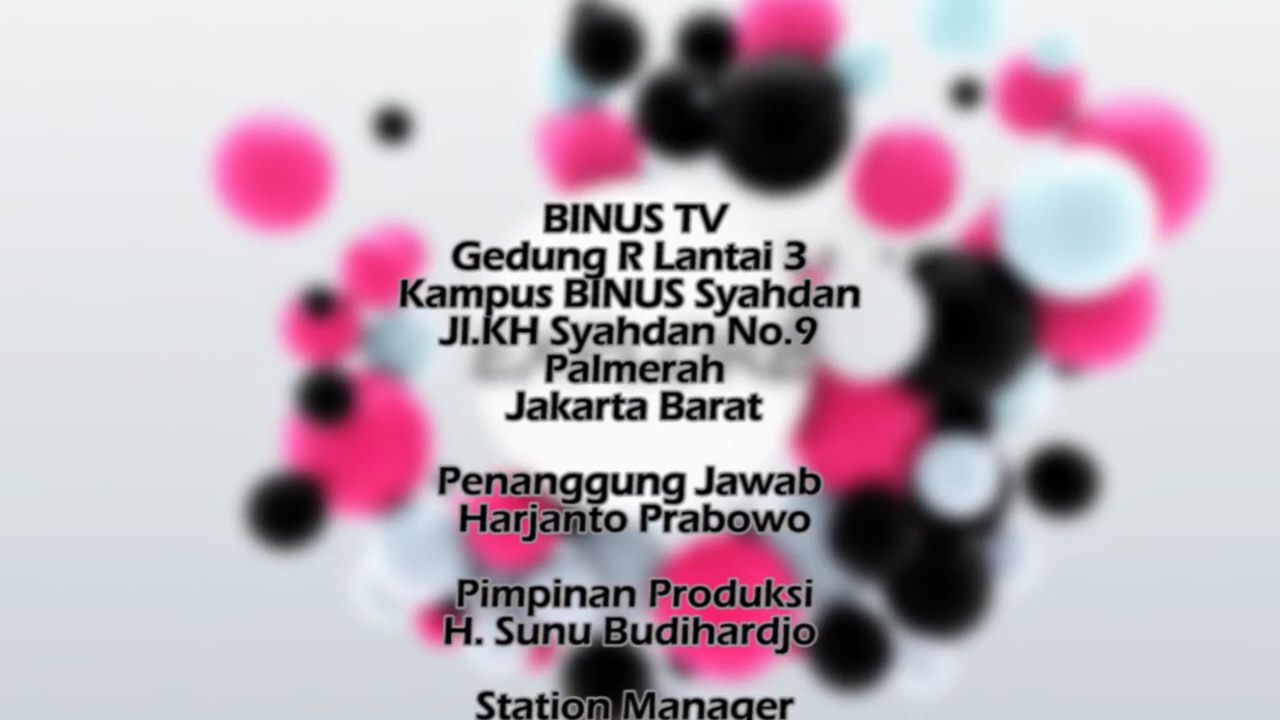 BINUS TV
Gedung R Lantai 3
Kampus BINUS Syahdan
Jl.KH Syahdan No.9
Palmerah
Jakarta Barat
Penanggung Jawab
Harjanto Prabowo
Pimpinan Produksi
H. Sunu Budihardjo
Station Manager